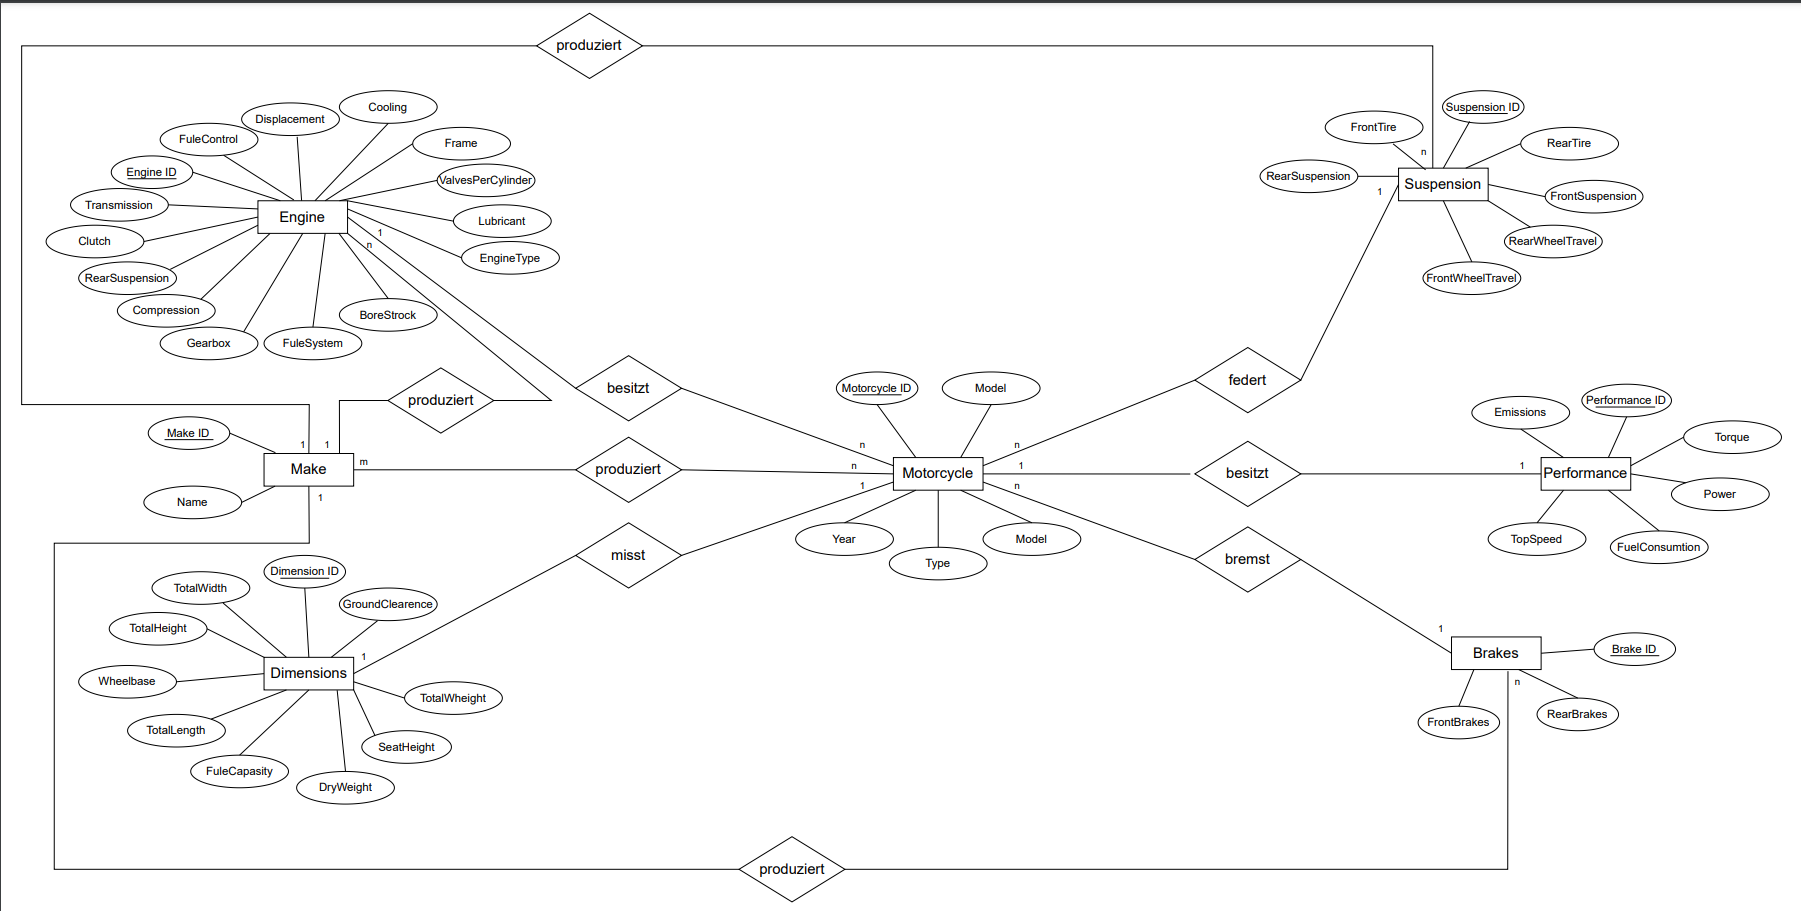 produziert
Cooling
Displacement
FuleControl
Frame
Engine ID
ValvesPerCylinder
Transmission
Engine
Lubricant
Clutch
EngineType
RearSuspension
Compression
BoreStrock
Gearbox
FuleSystem
1
n
Suspension ID
FrontTire
RearTire
n
RearSuspension
Suspension
1
FrontSuspension
RearWheelTravel
FrontWheelTravel
besitzt
produziert
federt
Motorcycle ID
Model
Make ID
1
1
Make
m
produziert
n
n
n
Motorcycle
1
1
n
besitzt
1
Performance
Emissions
Performance ID
Torque
Power
TopSpeed
FuelConsumtion
Name
1
Year
Model
Type
misst
bremst
Dimension ID
TotalWidth
GroundClearence
TotalHeight
1
Dimensions
Wheelbase
TotalWheight
TotalLength
SeatHeight
FuleCapasity
DryWeight
1
Brakes
Brake ID
n
FrontBrakes
RearBrakes
produziert